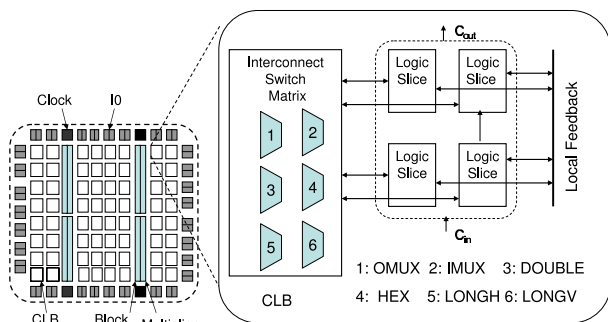 Clock
I0
CLB
Block
Interconnect
Switch
Matrix
1
2
3
4
5
6
CLB
Cout
Logic
Slice
Logic
Slice
Logic
Slice
Logic
Slice
Cin
Local Feedback
1: OMUX 2: IMUX 3: DOUBLE
4: HEX 5: LONGH 6: LONGV